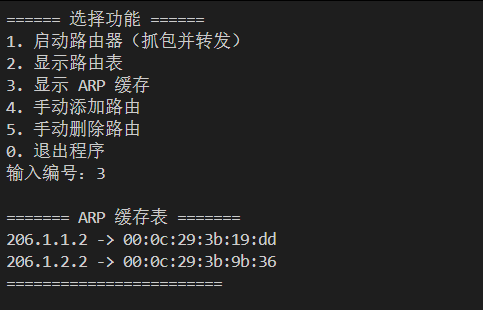 ====== 选择功能 ======
1. 启动路由器（抓包并转发）
2. 显示路由表
3. 显示 ARP 缓存
4. 手动添加路由
5. 手动删除路由
0. 退出程序
输入编号：3
======= ARP 缓存表 =======
206.1.1.2 -> 00:0c:29:3b:19:dd
206.1.2.2 -> 00:0c:29:3b:9b:36
========================